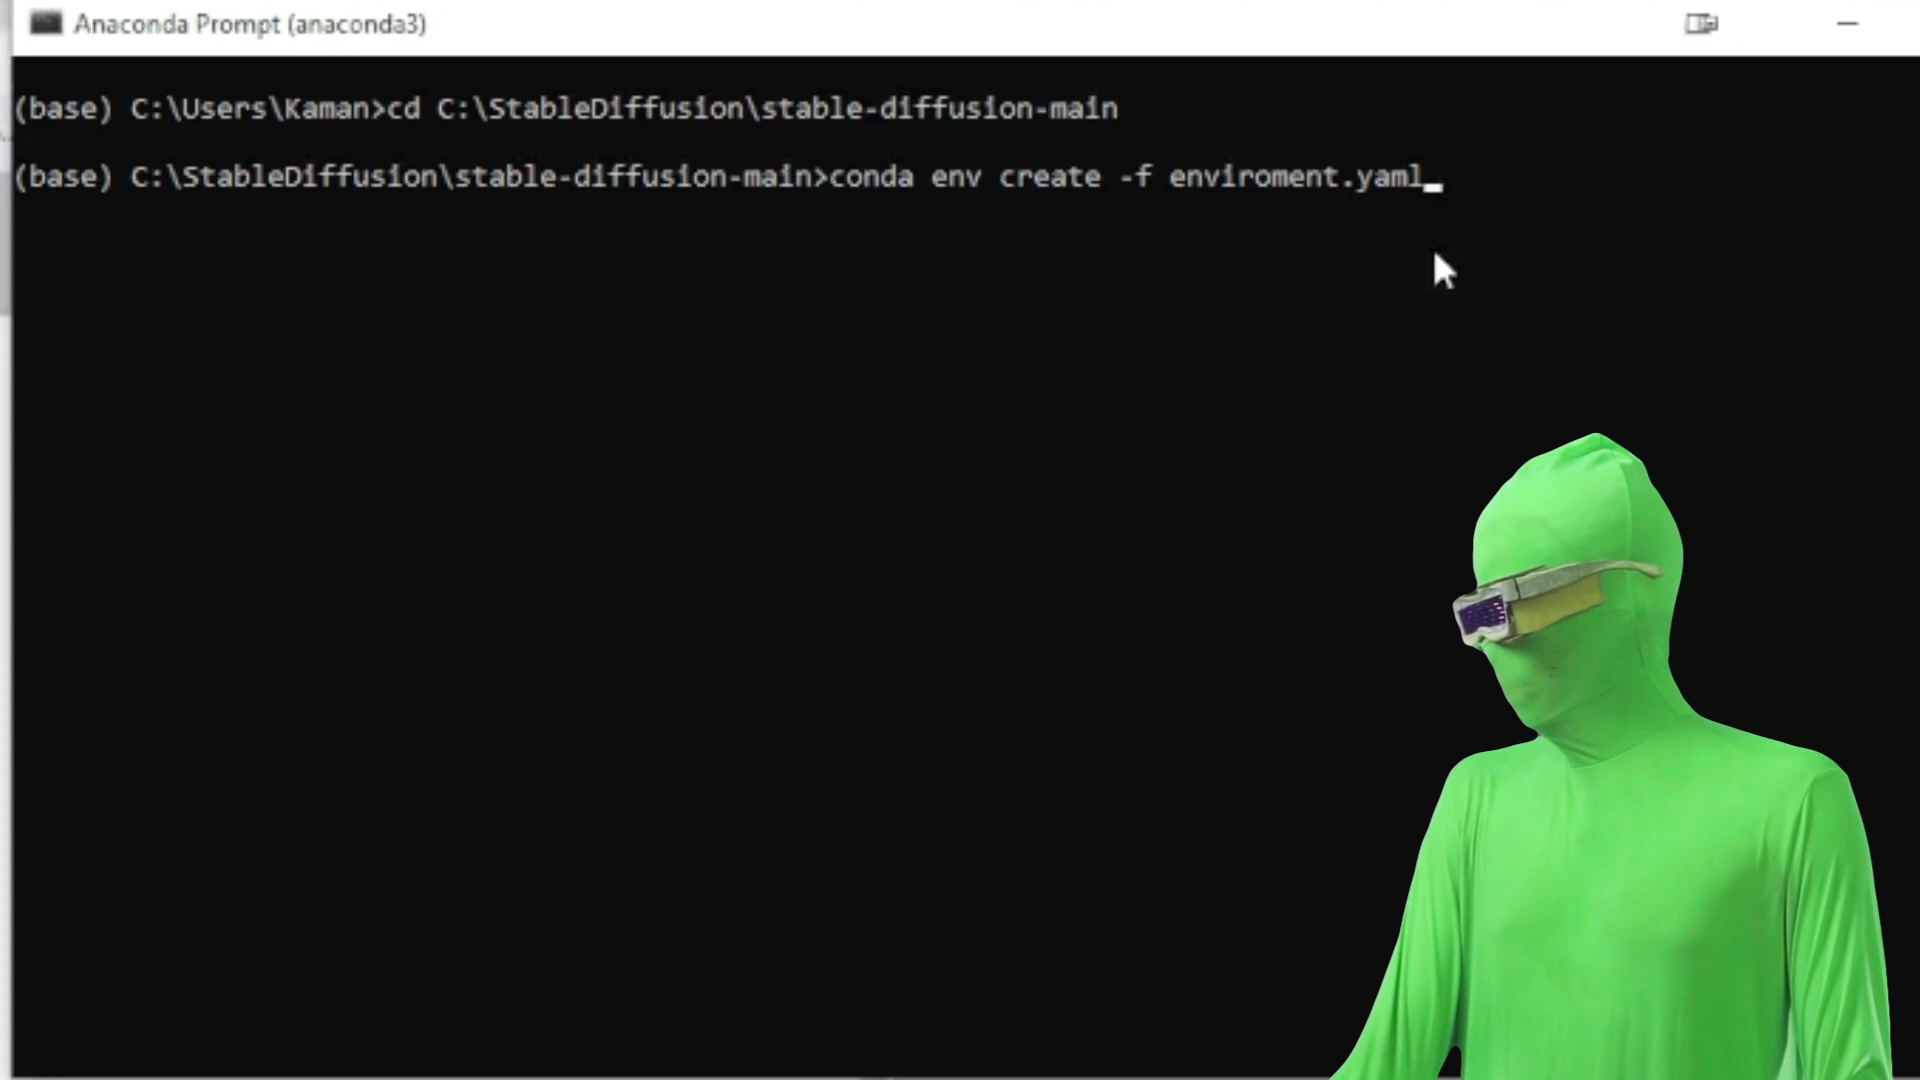 Anaconda Prompt (anaconda3)
(base) C:\Users\Kaman>cd C:\StableDiffusion\stable-diffusion-main
(base) C:\StableDiffusion\stable-diffusion-main>conda env create -f enviroment.yaml_